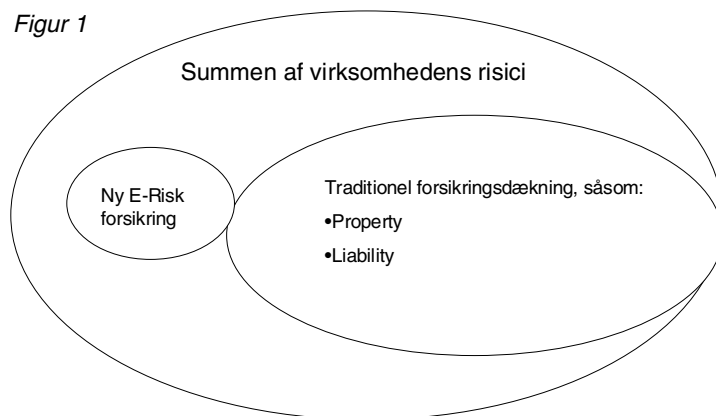 Figur 1
Summen af virksomhedens risici
Ny E-Risk
forsikring
Traditionel forsikringsdækning, såsom:
•Property
•Liability